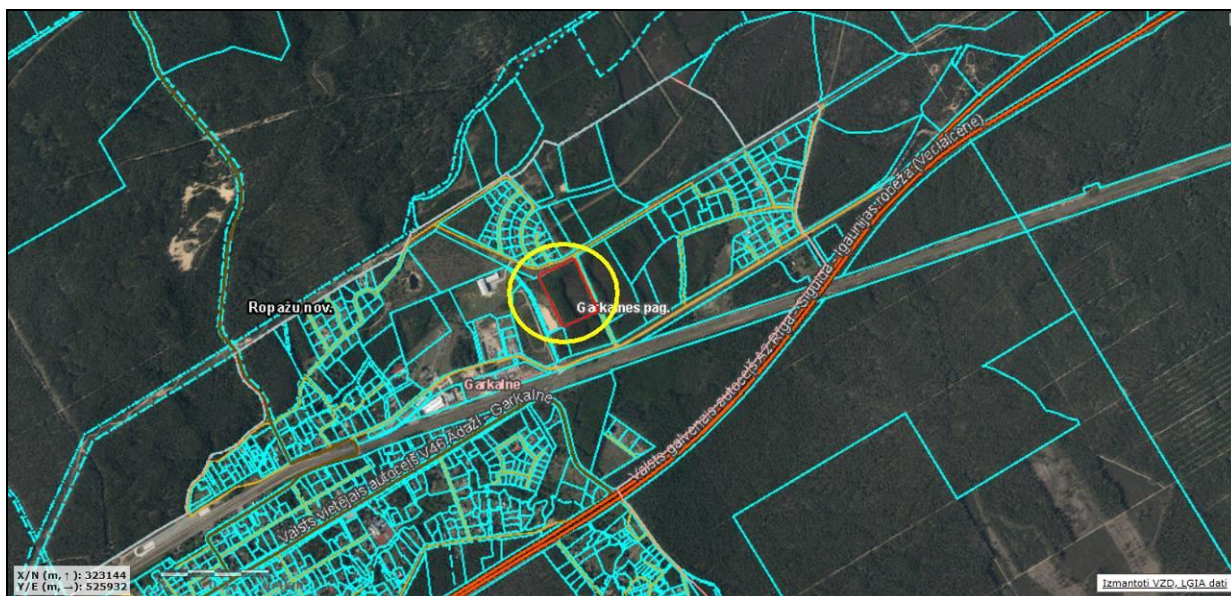 Valsts galvenais autoceļš A2 Rīga - Sigulda - Igaunijas robeža (Veclaicene)
Ropažu nov.
Garkalnes pag.
Garkalne
Valsts vietējais autoceļš V46 Ādaži - Garkalne
X/N (m, ↑ ): 323144
Y/E (m, →): 525932
Izmantoti VZD, LĢIA dati